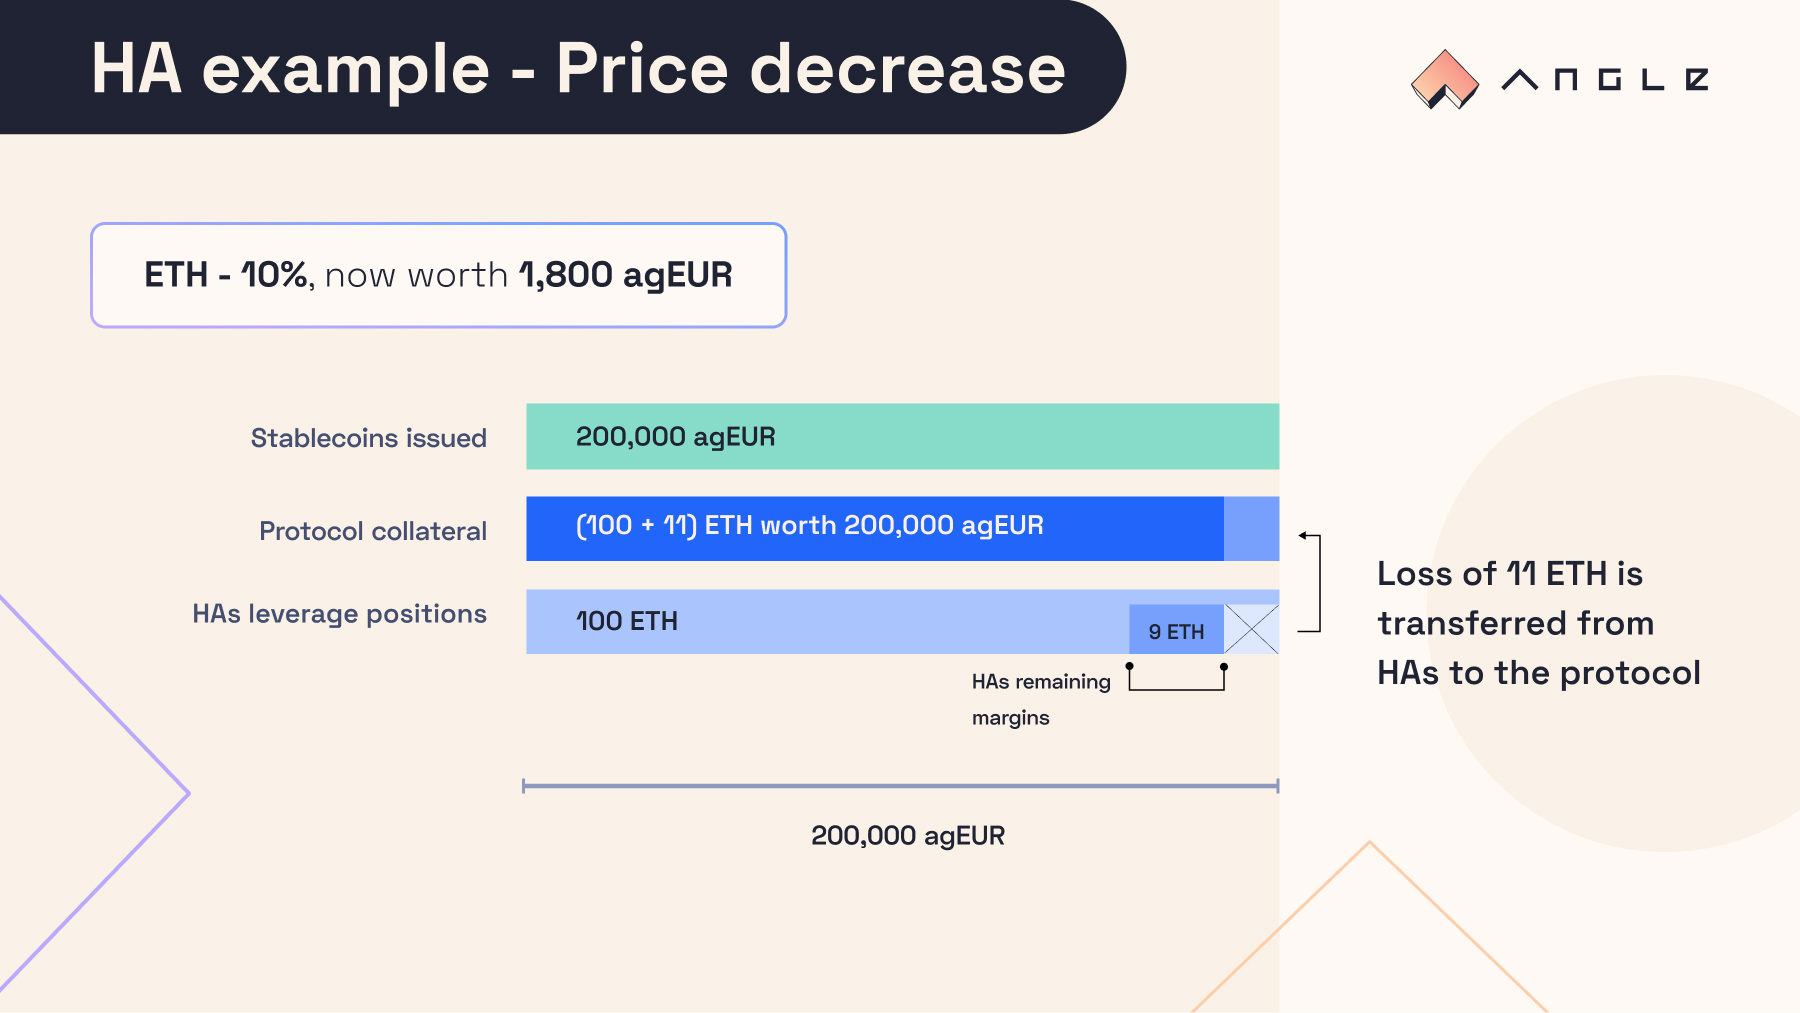 HA example - Price decrease
ANGLE
ETH - 10%, now worth 1,800 agEUR
Stablecoins issued
200,000 agEUR
Protocol collateral
(100 + 11) ETH worth 200,000 agEUR
HAs leverage positions
100 ETH
9 ETH
HAs remaining
margins
Loss of 11 ETH is
transferred from
HAs to the protocol
200,000 agEUR